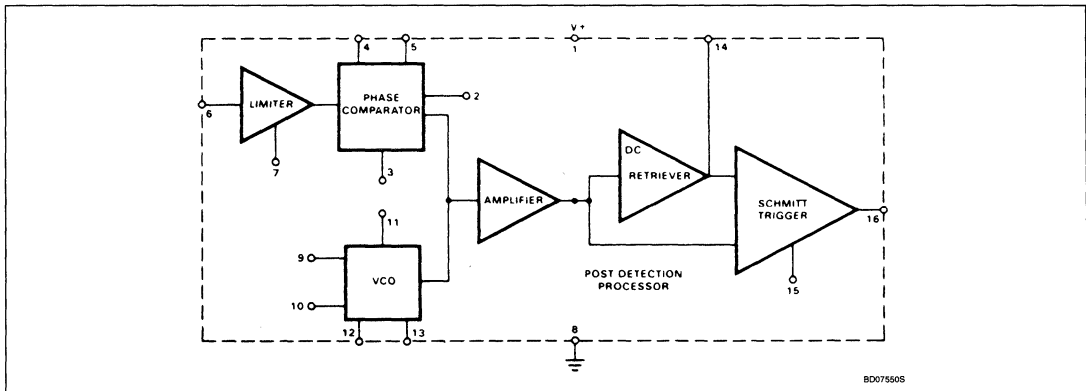 V+
4
5
1
14
LIMITER
PHASE
COMPARATOR
2
6
7
3
DC
RETRIEVER
AMPLIFIER
SCHMITT
TRIGGER
16
11
9
VCO
10
POST DETECTION
PROCESSOR
15
12
13
8
BD07550S